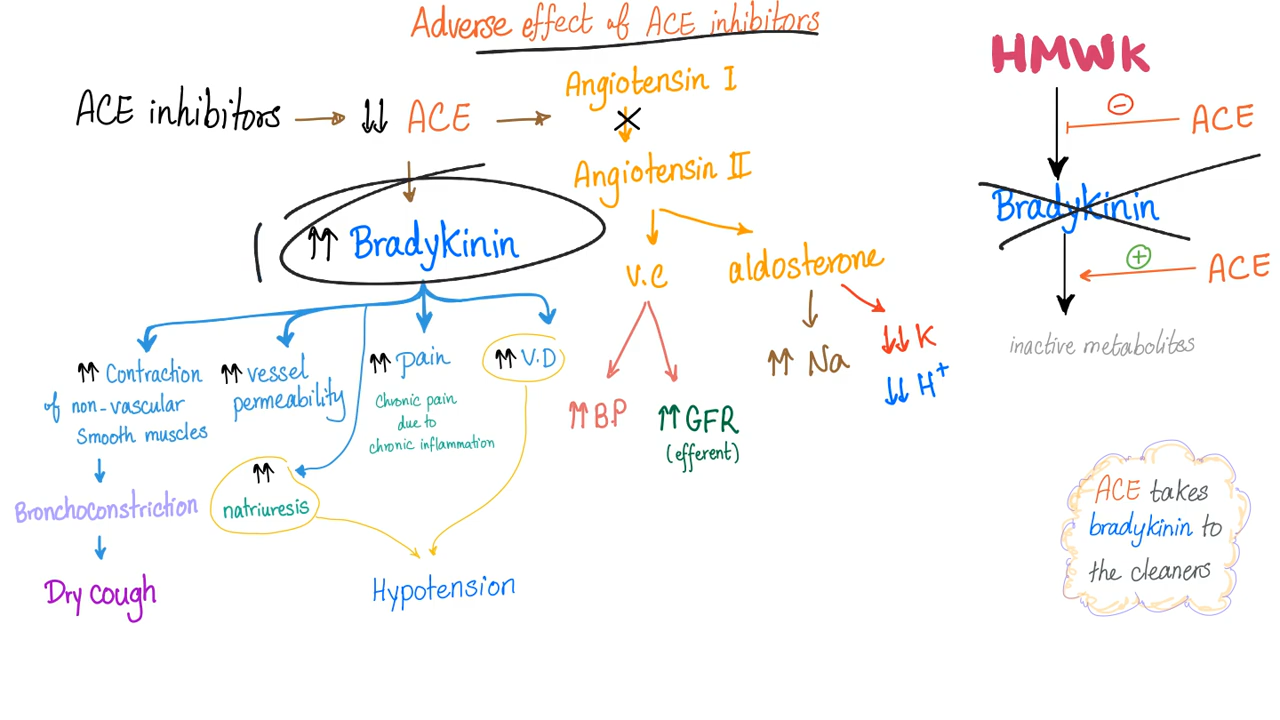 Adverse effect of ACE inhibitors
ACE inhibitors → ↓↓ ACE →
Angiotensin I
Angiotensin II
↑↑ Bradykinin
V.C
aldosterone
↑↑ Contraction
of non-vascular
Smooth muscles
↑↑ vessel
permeability
↑↑ pain
Chronic pain
due to
chronic inflammation
↑↑ V.D
↑↑ BP
↑↑ GFR
(efferent)
↑↑ Na
↓↓ K
↓↓ H+
Bronchoconstriction
↑↑
natriuresis
Dry cough
Hypotension
HMWK
⊖
ACE
Bradykinin
⊕
ACE
inactive metabolites
ACE takes
bradykinin to
the cleaners